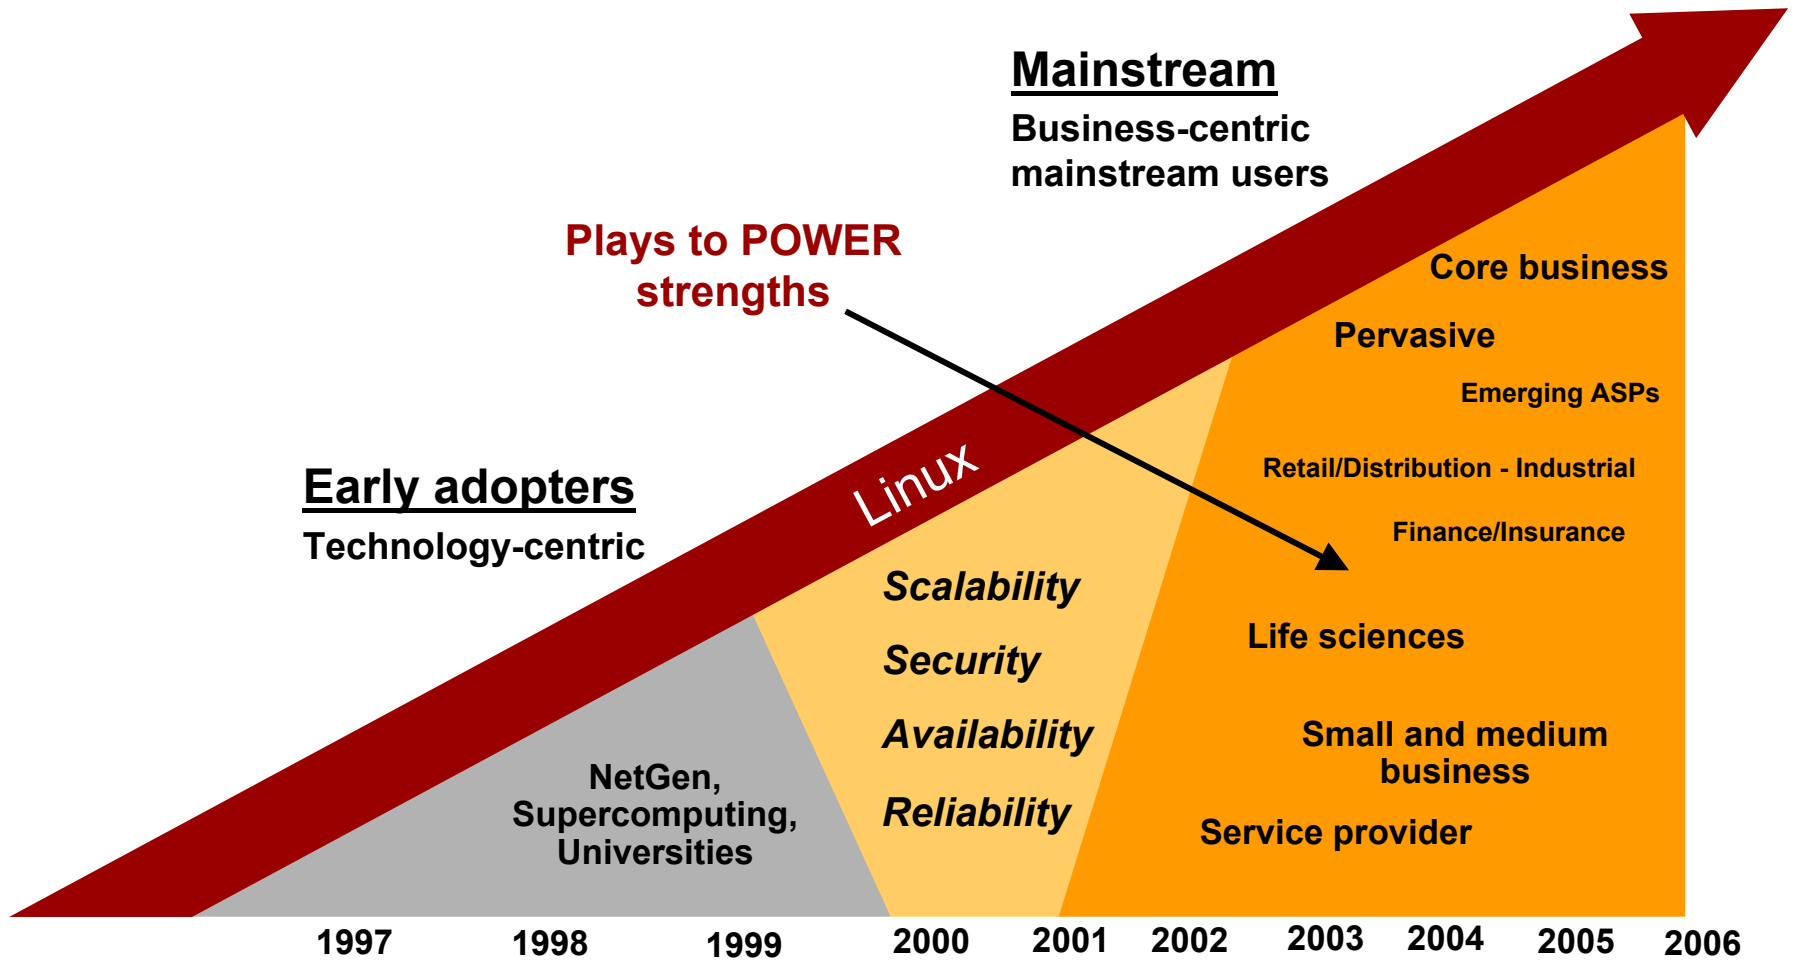 Mainstream
Business-centric
mainstream users
Plays to POWER
strengths
Core business
Pervasive
Emerging ASPs
Retail/Distribution - Industrial
Early adopters
Technology-centric
Linux
Finance/Insurance
Scalability
Security
Availability
Reliability
Life sciences
Small and medium
business
Service provider
NetGen,
Supercomputing,
Universities
1997 1998 1999 2000 2001 2002 2003 2004 2005 2006